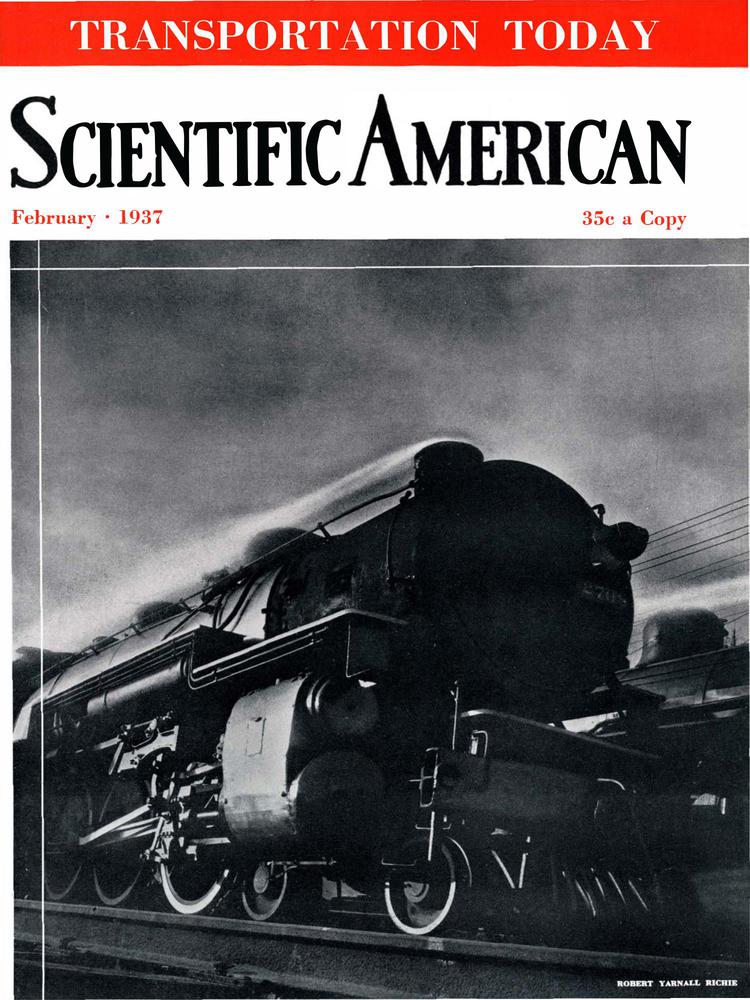 TRANSPORTATION TODAY
SCIENTIFIC AMERICAN
February · 1937
35c a Copy
ROBERT YARNALL RICHIE